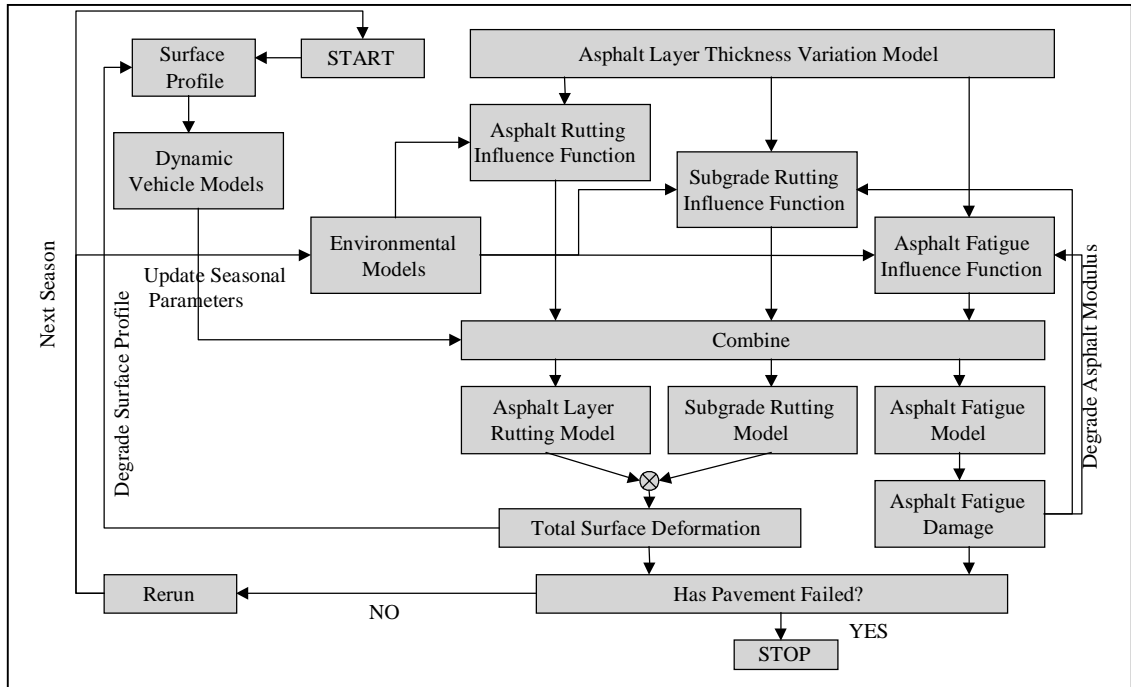 Surface
Profile
START
Asphalt Layer Thickness Variation Model
Asphalt Rutting
Influence Function
Dynamic
Vehicle Models
Subgrade Rutting
Influence Function
Environmental
Models
Asphalt Fatigue
Influence Function
Update Seasonal
Parameters
Next Season
Degrade Surface Profile
Degrade Asphalt Modulus
Combine
Asphalt Layer
Rutting Model
Subgrade Rutting
Model
Asphalt Fatigue
Model
Asphalt Fatigue
Damage
Total Surface Deformation
Rerun
NO
Has Pavement Failed?
YES
STOP